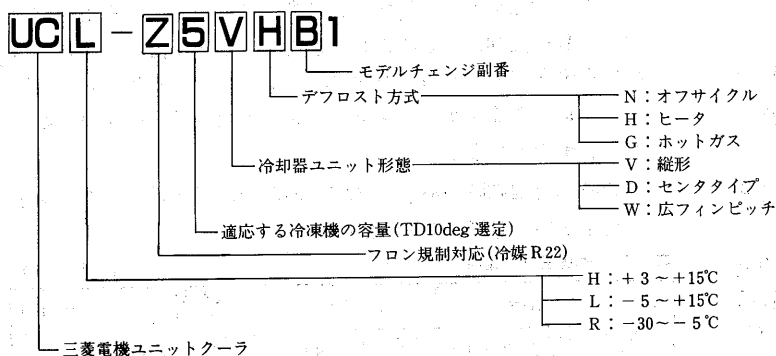 UCL-Z5VHB1
モデルチェンジ副番
デフロスト方式
N：オフサイクル
H：ヒータ
G：ホットガス
冷却器ユニット形態
V：縦形
D：センタタイプ
W：広フィンピッチ
適応する冷凍機の容量(TD10deg選定)
フロン規制対応(冷媒R22)
H：+3～+15℃
L：-5～+15℃
R：-30～-5℃
三菱電機ユニットクーラ